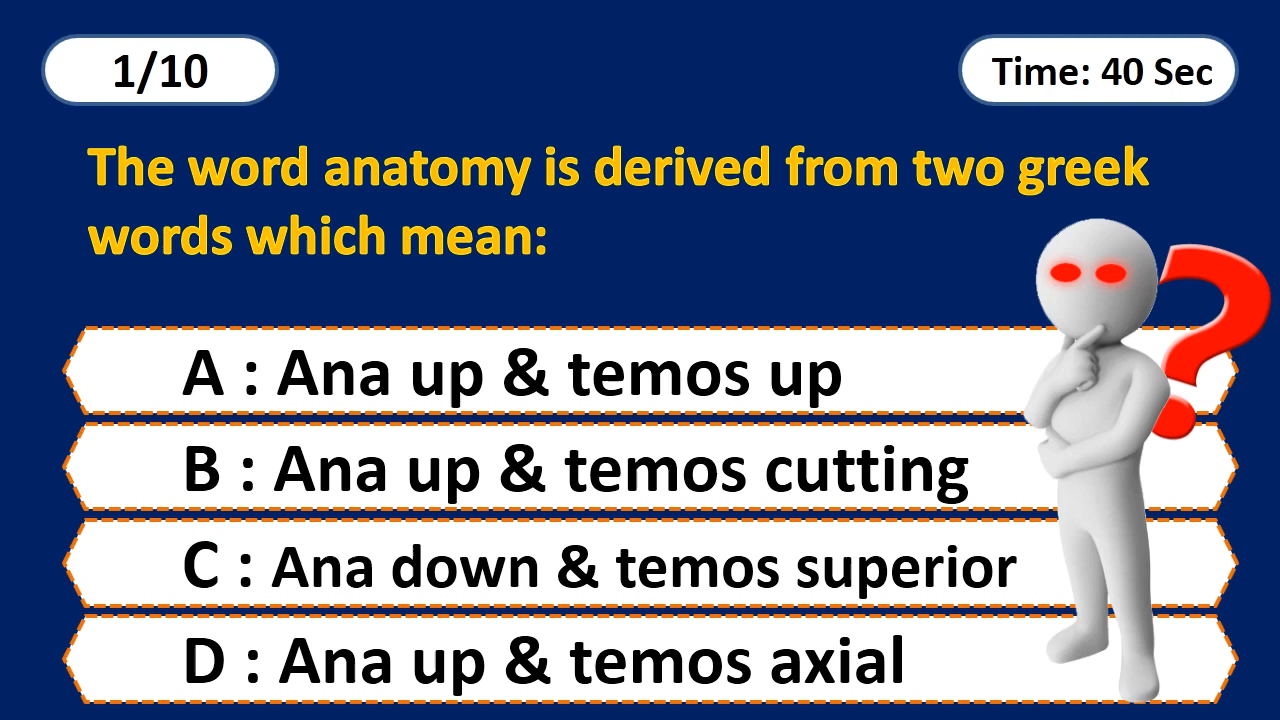 1/10
Time: 40 Sec
The word anatomy is derived from two greek
words which mean:
A : Ana up & temos up
B : Ana up & temos cutting
C : Ana down & temos superior
D : Ana up & temos axial
?